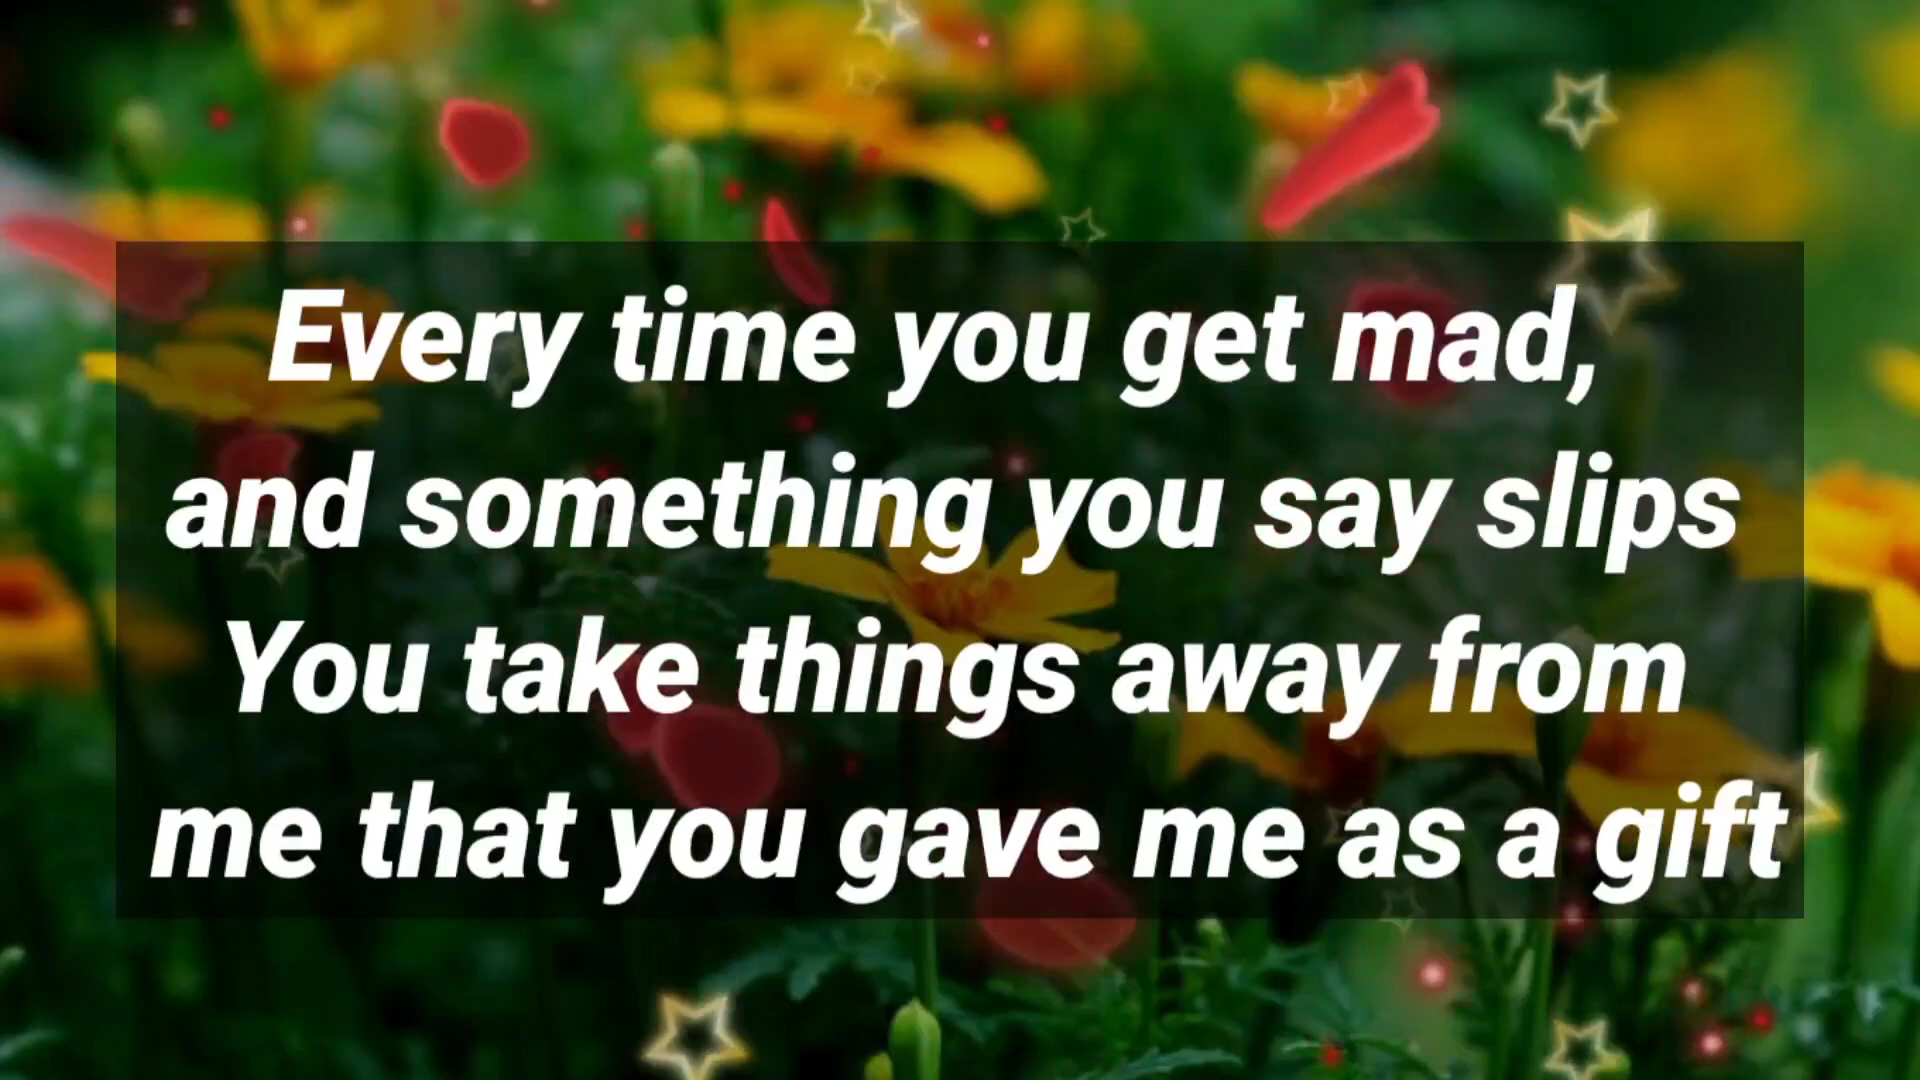 Every time you get mad,
and something you say slips
You take things away from
me that you gave me as a gift